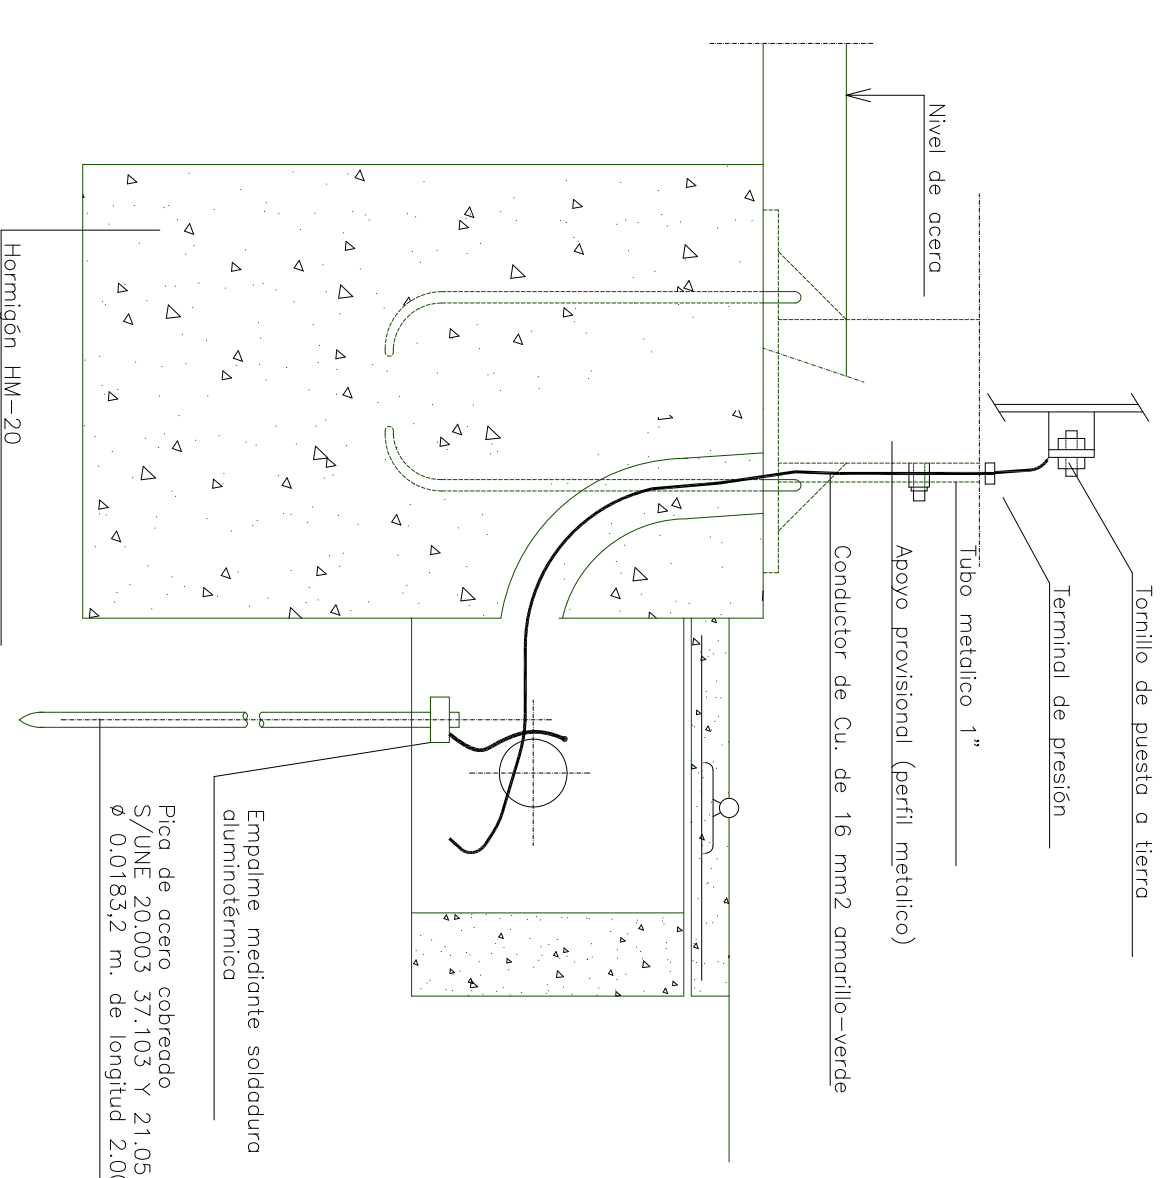 Tornillo de puesta a tierra
Terminal de presión
Tubo metalico 1"
Apoyo provisional (perfil metalico)
Conductor de Cu. de 16 mm2 amarillo-verde
Nivel de acera
Empalme mediante soldadura
aluminotérmica
Pica de acero cobreado
S/UNE 20.003 37.103 Y 21.05
ø 0.0183,2 m. de longitud 2.00
Hormigón HM-20